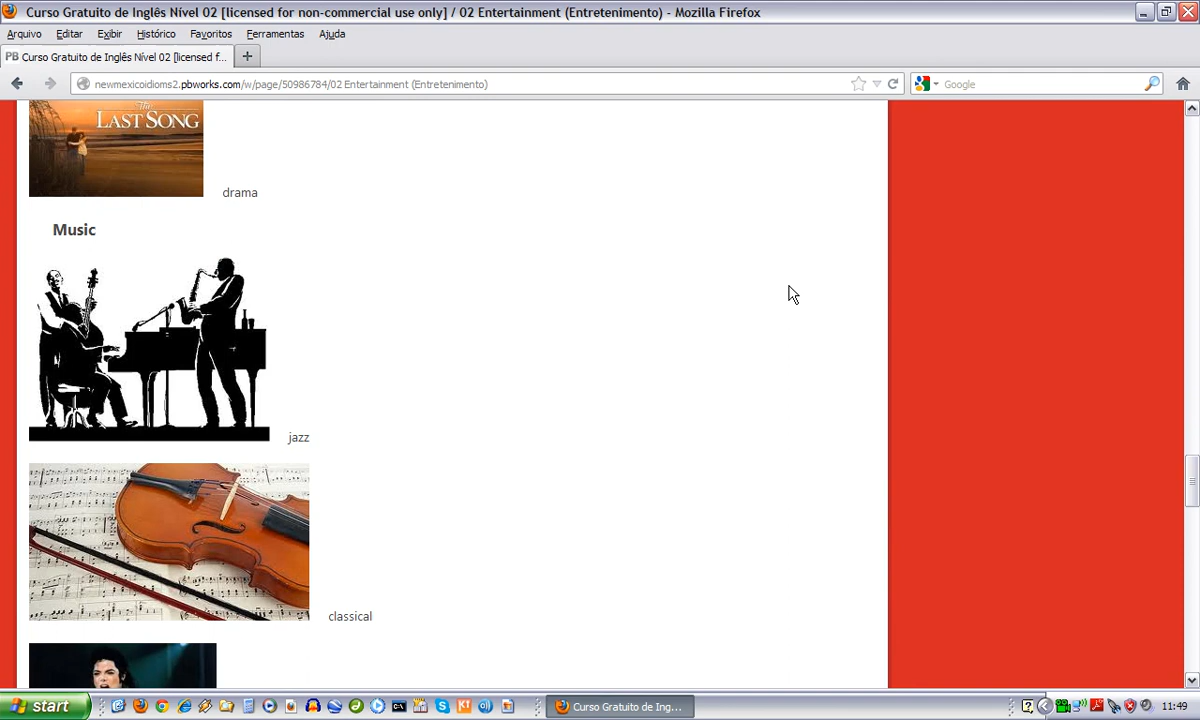 Curso Gratuito de Inglês Nível 02 [licensed for non-commercial use only] / 02 Entertainment (Entretenimento) - Mozilla Firefox
Arquivo Editar Exibir Histórico Favoritos Ferramentas Ajuda
PB Curso Gratuito de Inglês Nível 02 [licensed f...
newmexicoidioms2.pbworks.com/w/page/50986784/02 Entertainment (Entretenimento)
Google
The
LAST SONG
drama
Music
jazz
classical
start
Curso Gratuito de Ing...
11:49